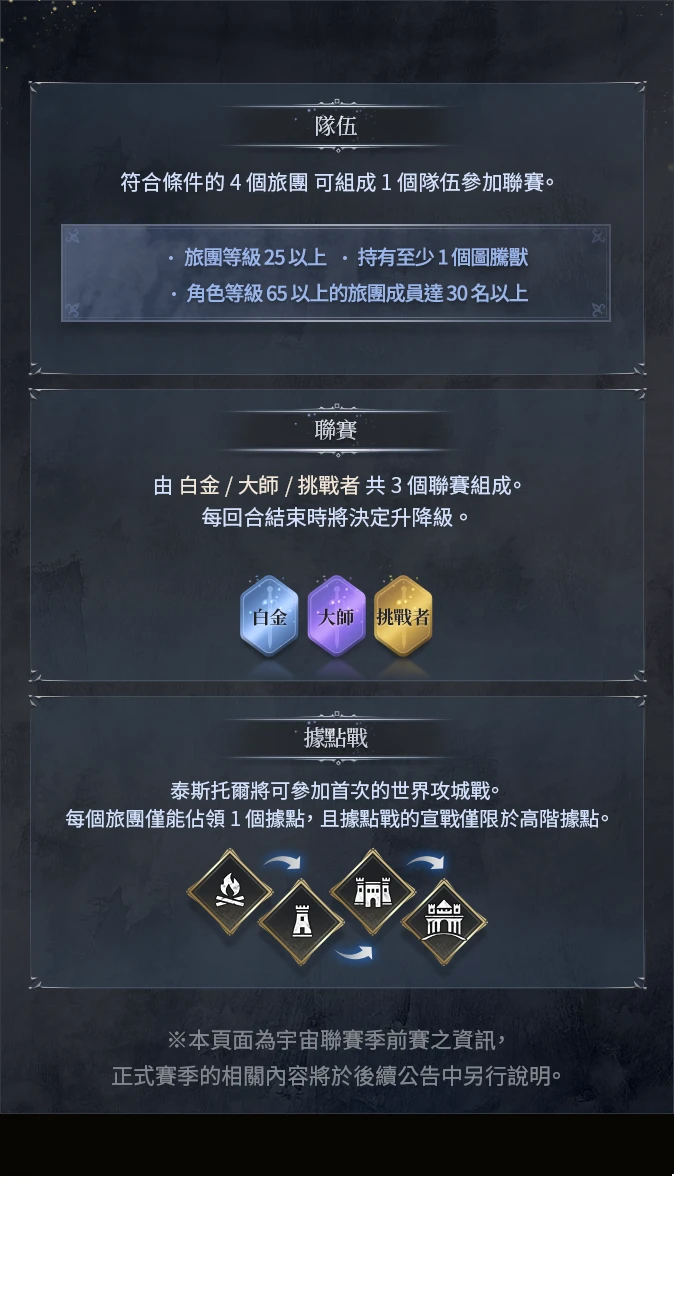 隊伍
符合條件的 4 個旅團 可組成 1 個隊伍參加聯賽。
· 旅團等級 25 以上 · 持有至少 1 個圖騰獸
· 角色等級 65 以上的旅團成員達 30 名以上
聯賽
由 白金 / 大師 / 挑戰者 共 3 個聯賽組成。
每回合結束時將決定升降級。
白金 大師 挑戰者
據點戰
泰斯托爾將可參加首次的世界攻城戰。
每個旅團僅能佔領 1 個據點，且據點戰的宣戰僅限於高階據點。
※本頁面為宇宙聯賽季前賽之資訊，
正式賽季的相關內容將於後續公告中另行說明。